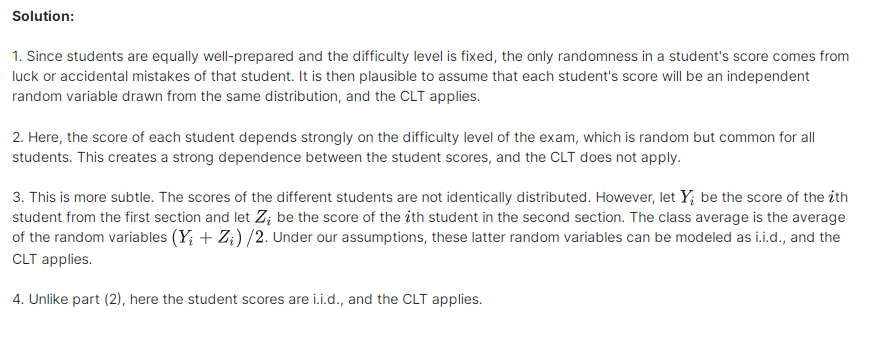 Solution:
1. Since students are equally well-prepared and the difficulty level is fixed, the only randomness in a student's score comes from
luck or accidental mistakes of that student. It is then plausible to assume that each student's score will be an independent
random variable drawn from the same distribution, and the CLT applies.
2. Here, the score of each student depends strongly on the difficulty level of the exam, which is random but common for all
students. This creates a strong dependence between the student scores, and the CLT does not apply.
3. This is more subtle. The scores of the different students are not identically distributed. However, let Y_i be the score of the ith
student from the first section and let Z_i be the score of the ith student in the second section. The class average is the average
of the random variables (Y_i + Z_i) /2. Under our assumptions, these latter random variables can be modeled as i.i.d., and the
CLT applies.
4. Unlike part (2), here the student scores are i.i.d., and the CLT applies.